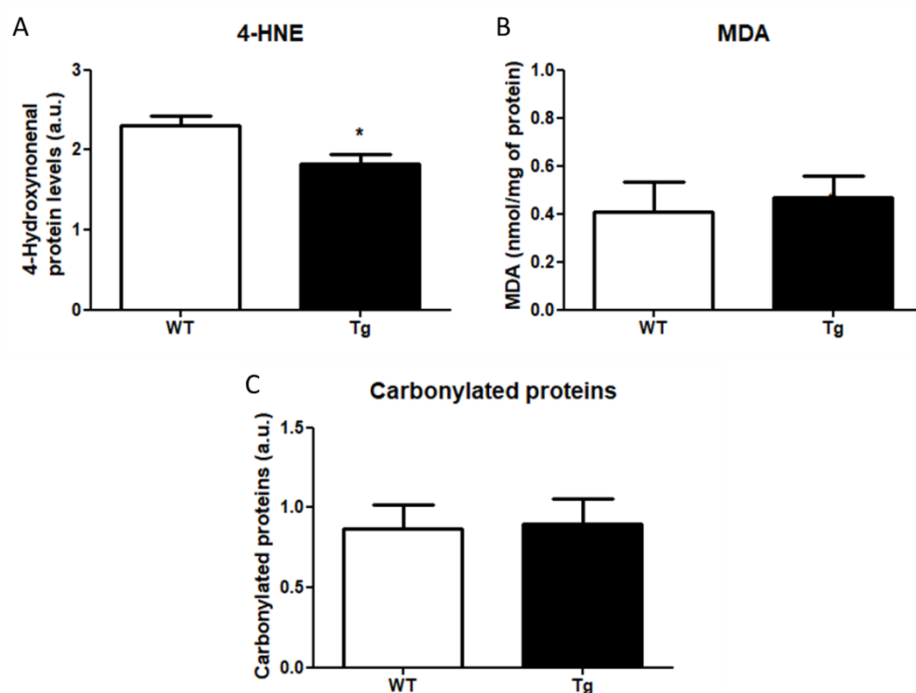 A
4-HNE
4-Hydroxynonenal
protein levels (a.u.)
3
2
1
0
*
WT
Tg
B
MDA
MDA (nmol/mg of protein)
1.0
0.8
0.6
0.4
0.2
0.0
WT
Tg
C
Carbonylated proteins
Carbonylated proteins (a.u.)
1.5
1.0
0.5
0.0
WT
Tg